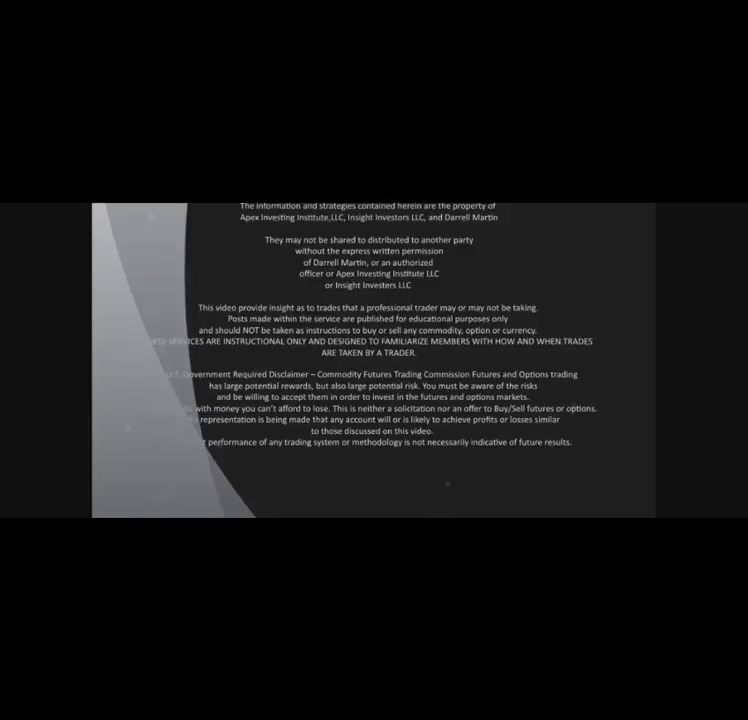 The information and strategies contained herein are the property of
Apex Investing Institute,LLC, Insight Investors LLC, and Darrell Martin
They may not be shared to distributed to another party
without the express written permission
of Darrell Martin, or an authorized
officer or Apex Investing Institute LLC
or Insight Investers LLC
This video provide insight as to trades that a professional trader may or may not be taking.
Posts made within the service are published for educational purposes only
and should NOT be taken as instructions to buy or sell any commodity, option or currency.
SERVICES ARE INSTRUCTIONAL ONLY AND DESIGNED TO FAMILIARIZE MEMBERS WITH HOW AND WHEN TRADES
ARE TAKEN BY A TRADER.
U.S. Government Required Disclaimer – Commodity Futures Trading Commission Futures and Options trading
has large potential rewards, but also large potential risk. You must be aware of the risks
and be willing to accept them in order to invest in the futures and options markets.
with money you can't afford to lose. This is neither a solicitation nor an offer to Buy/Sell futures or options.
representation is being made that any account will or is likely to achieve profits or losses similar
to those discussed on this video.
performance of any trading system or methodology is not necessarily indicative of future results.